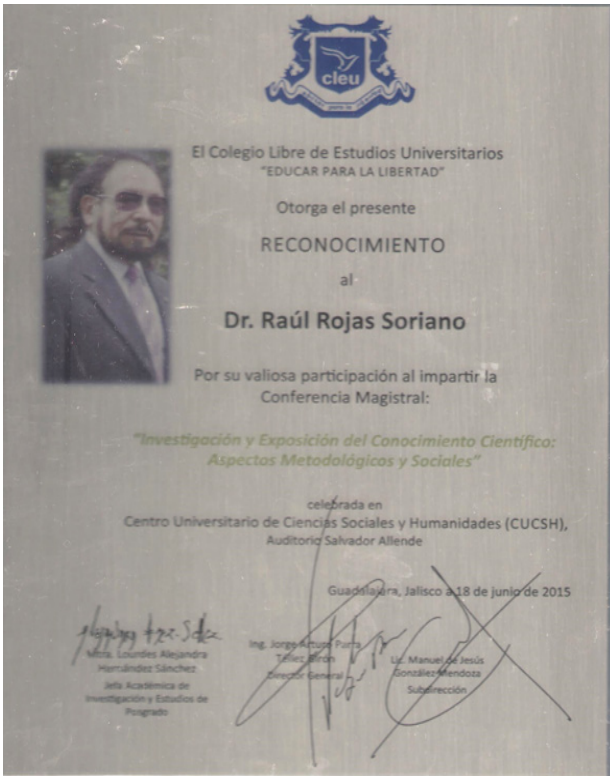 cleu
El Colegio Libre de Estudios Universitarios
"EDUCAR PARA LA LIBERTAD"
Otorga el presente
RECONOCIMIENTO
al
Dr. Raúl Rojas Soriano
Por su valiosa participación al impartir la
Conferencia Magistral:
"Investigación y Exposición del Conocimiento Científico:
Aspectos Metodológicos y Sociales"
celebrada en
Centro Universitario de Ciencias Sociales y Humanidades (CUCSH),
Auditorio Salvador Allende
Guadalajara, Jalisco a 18 de junio de 2015
Mtra. Lourdes Alejandra
Hernández Sánchez
Jefa Académica de
Investigación y Estudios de
Posgrado
Ing. Jorge Arturo Parra
Téllez Girón
Director General
Lic. Manuel de Jesús
González Mendoza
Subdirección